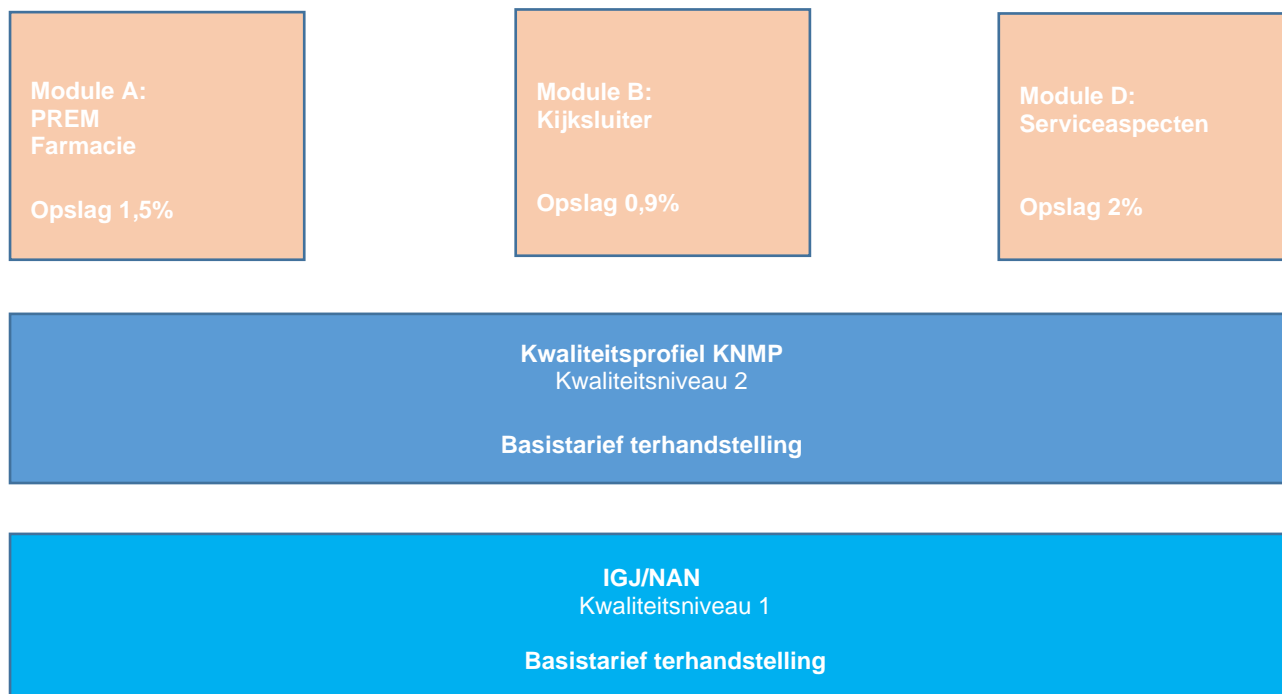 Module A:
PREM
Farmacie
Opslag 1,5%
Module B:
Kijksluiter
Opslag 0,9%
Module D:
Serviceaspecten
Opslag 2%
Kwaliteitsprofiel KNMP
Kwaliteitsniveau 2
Basistarief terhandstelling
IGJ/NAN
Kwaliteitsniveau 1
Basistarief terhandstelling